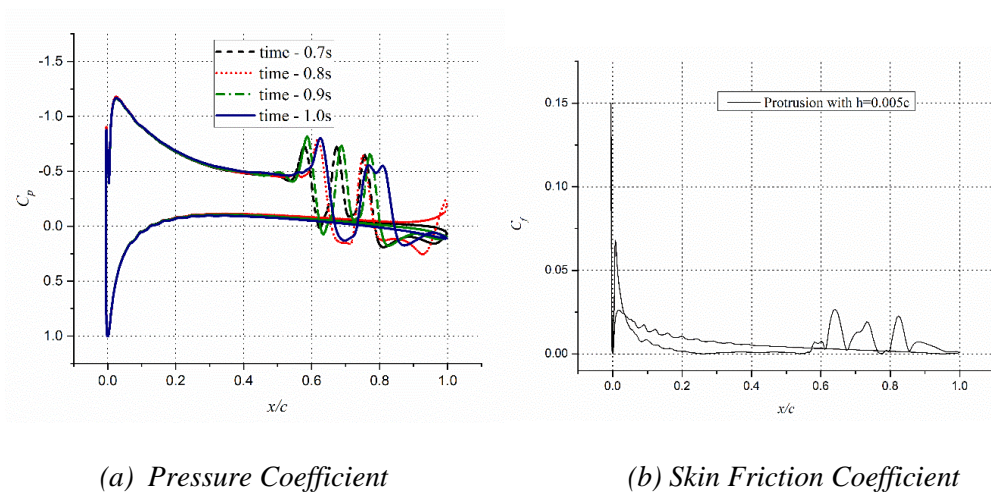 -1.5
-1.0
-0.5
0.0
0.5
1.0
C_p
time - 0.7s
time - 0.8s
time - 0.9s
time - 1.0s
0.0 0.2 0.4 0.6 0.8 1.0
x/c
0.15
0.10
0.05
0.00
C_f
Protrusion with h=0.005c
0.0 0.2 0.4 0.6 0.8 1.0
x/c
(a) Pressure Coefficient
(b) Skin Friction Coefficient